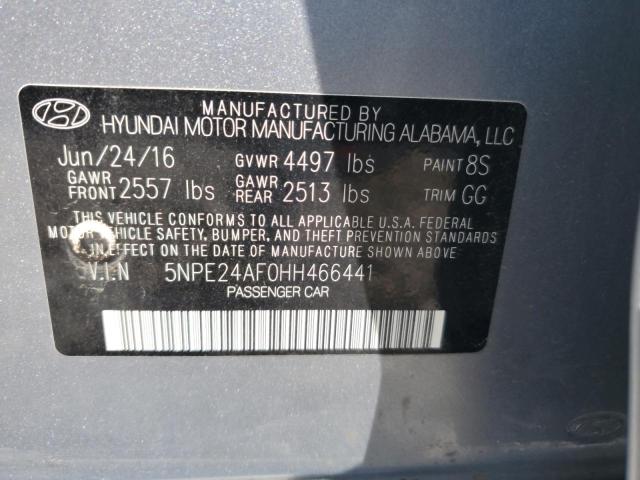 MANUFACTURED BY
HYUNDAI MOTOR MANUFACTURING ALABAMA, LLC
Jun/24/16 GVWR 4497 lbs PAINT 8S
GAWR FRONT 2557 lbs GAWR REAR 2513 lbs TRIM GG
THIS VEHICLE CONFORMS TO ALL APPLICABLE U.S.A. FEDERAL
MOTOR VEHICLE SAFETY, BUMPER, AND THEFT PREVENTION STANDARDS
IN EFFECT ON THE DATE OF MANUFACTURE SHOWN ABOVE
V.I.N 5NPE24AF0HH466441
PASSENGER CAR